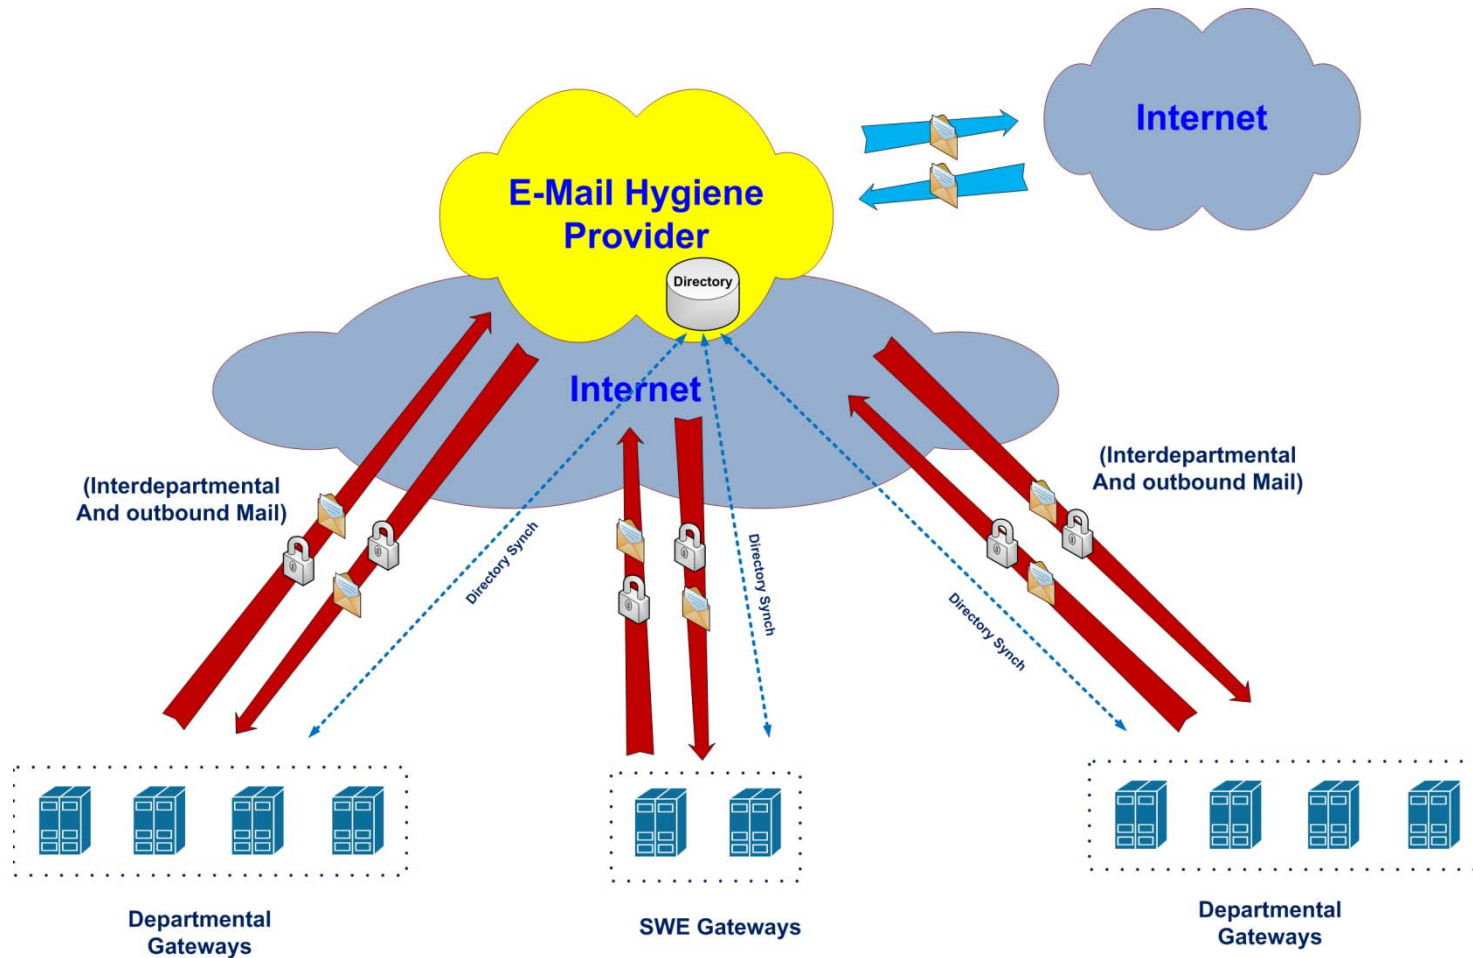 Internet
E-Mail Hygiene
Provider
Directory
Internet
(Interdepartmental
And outbound Mail)
(Interdepartmental
And outbound Mail)
Directory Synch
Directory Synch
Directory Synch
Departmental
Gateways
SWE Gateways
Departmental
Gateways